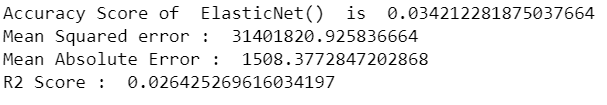 Accuracy Score of  ElasticNet()  is  0.034212281875037664
Mean Squared error :  31401820.925836664
Mean Absolute Error :  1508.3772847202868
R2 Score :  0.026425269616034197